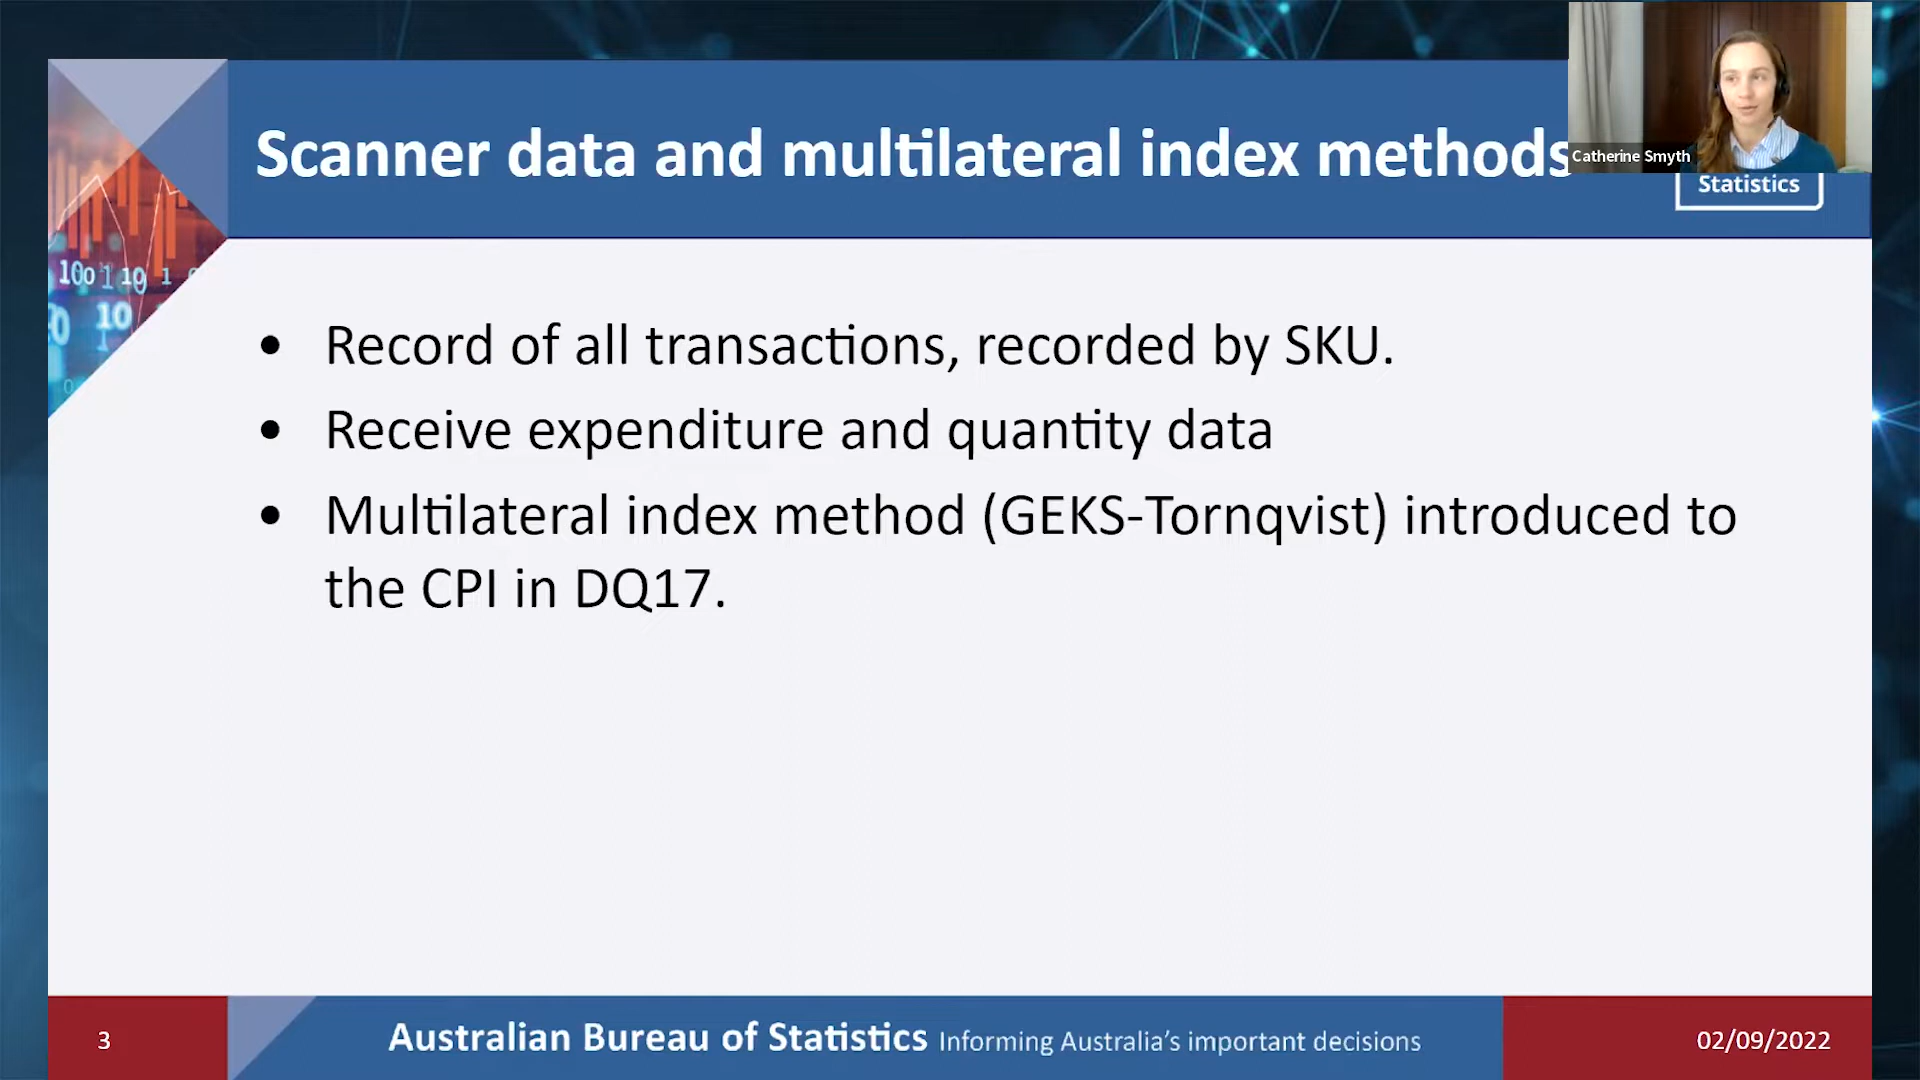 Scanner data and multilateral index methods
Catherine Smyth
Statistics
• Record of all transactions, recorded by SKU.
• Receive expenditure and quantity data
• Multilateral index method (GEKS-Tornqvist) introduced to
the CPI in DQ17.
3
Australian Bureau of Statistics Informing Australia's important decisions
02/09/2022